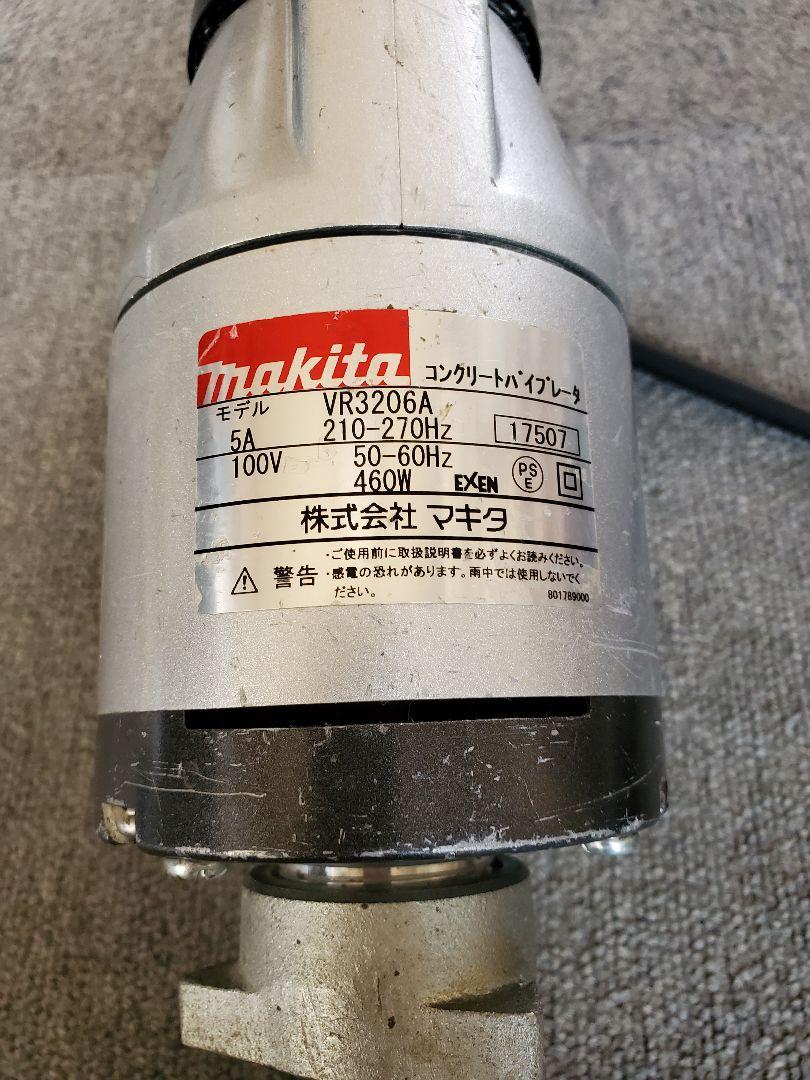 makita コンクリートバイブレータ
モデル VR3206A
5A 210-270Hz 17507
100V 50-60Hz
460W EXEN PSE
株式会社 マキタ
・ご使用前に取扱説明書を必ずよくお読みください。
⚠ 警告 ・感電の恐れがあります。雨中では使用しないでく
ださい。 801789000